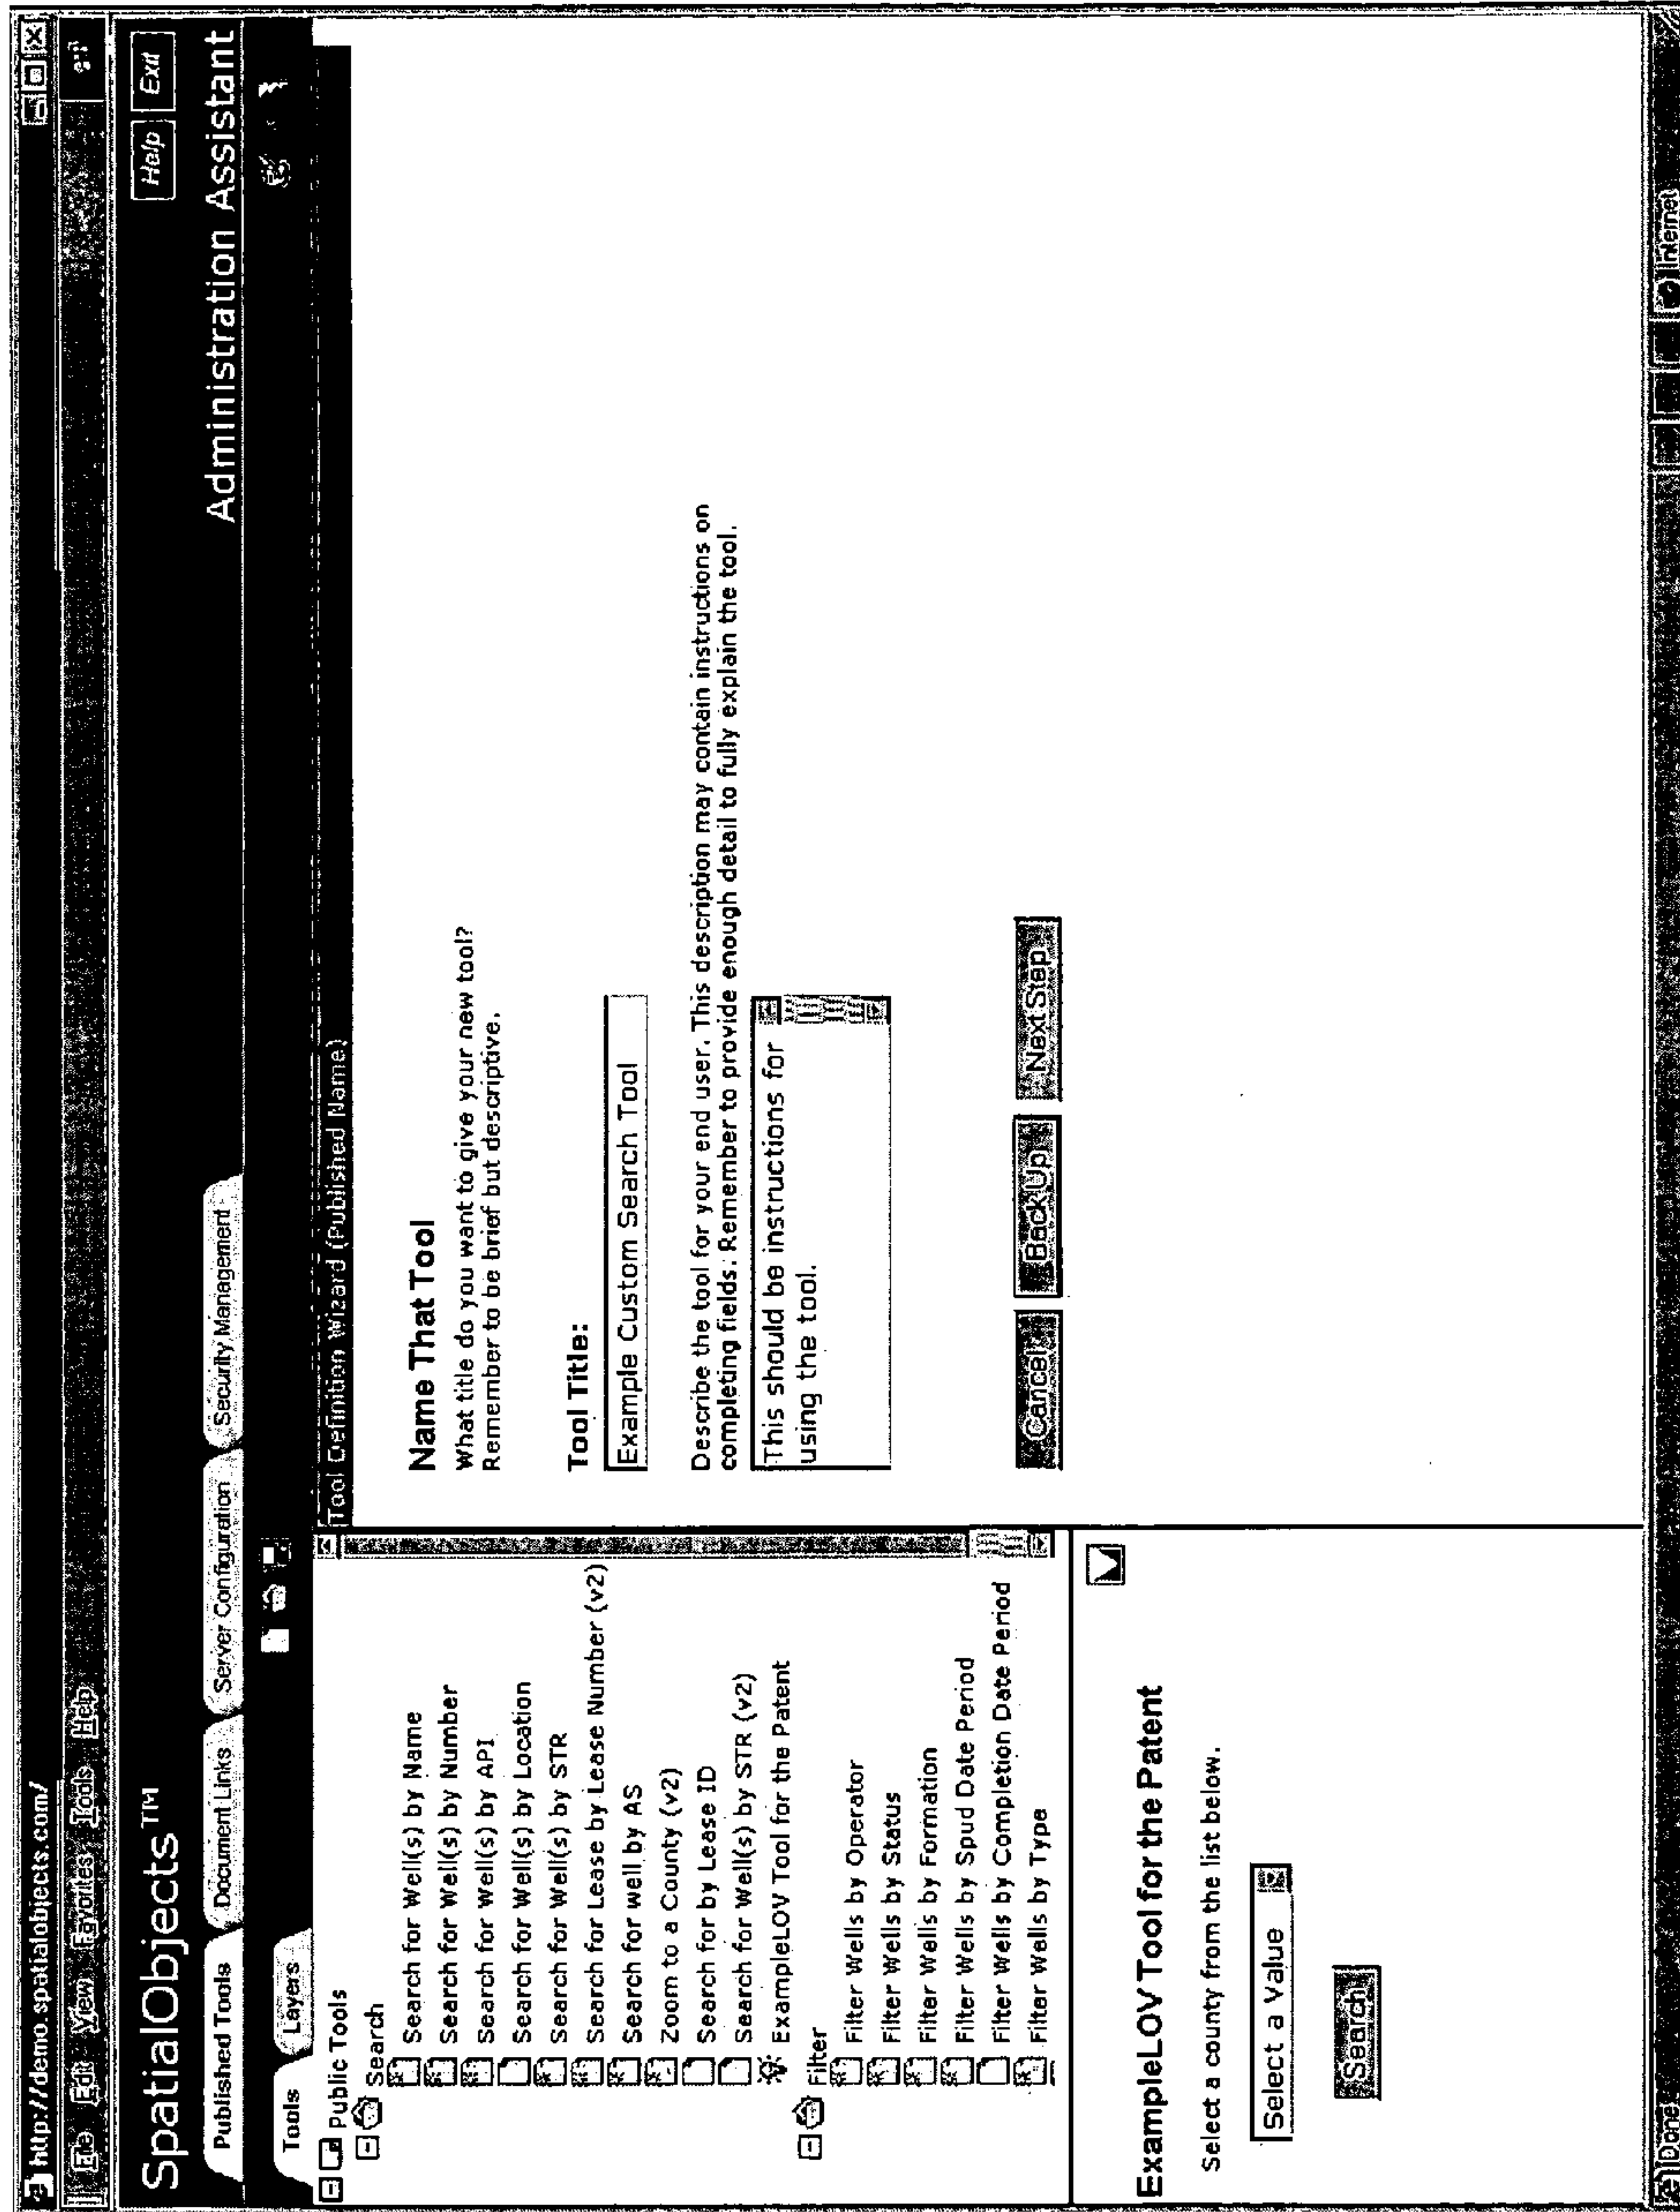 http://demo.spatialobjects.com/
File Edit View Favorites Tools Help
SpatialObjects™
Help Exit
Published Tools Document Links Server Configuration Security Management
Administration Assistant
Tools Layers
Tool Definition Wizard (Published Name)
Public Tools
Search
Search for Well(s) by Name
Search for Well(s) by Number
Search for Well(s) by API
Search for Well(s) by Location
Search for Well(s) by STR
Search for Lease by Lease Number (v2)
Search for well by AS
Zoom to a County (v2)
Search for by Lease ID
Search for Well(s) by STR (v2)
ExampleLOV Tool for the Patent
Filter
Filter Wells by Operator
Filter Wells by Status
Filter Wells by Formation
Filter Wells by Spud Date Period
Filter Wells by Completion Date Period
Filter Wells by Type
Name That Tool
What title do you want to give your new tool?
Remember to be brief but descriptive.
Tool Title:
Example Custom Search Tool
Describe the tool for your end user. This description may contain instructions on
completing fields. Remember to provide enough detail to fully explain the tool.
This should be instructions for
using the tool.
Cancel Back Up Next Step
ExampleLOV Tool for the Patent
Select a county from the list below.
Select a Value
Search
Done Internet